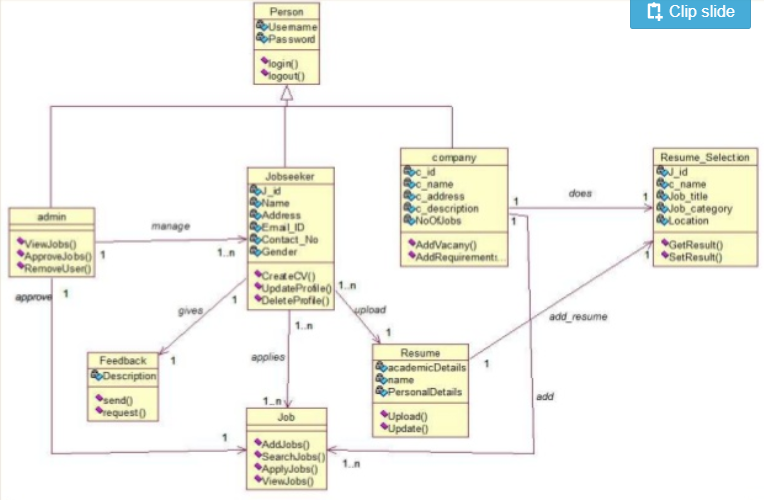 Clip slide
Person
Username
Password
login()
logout()
company
c_id
c_name
c_address
c_description
NoOfJobs
AddVacany()
AddRequirements...
Resume_Selection
J_id
c_name
Job_title
Job_category
Location
GetResult()
SetResult()
Jobseeker
J_id
Name
Address
Email_ID
Contact_No
Gender
CreateCV()
UpdateProfile()
DeleteProfile()
admin
ViewJobs()
ApproveJobs()
RemoveUser()
does
1
1
1
manage
1
1..n
approve
1
gives
1
1
1..n
upload
1
1..n
applies
1..n
add_resume
1
1
add
Feedback
Description
send()
request()
Resume
academicDetails
name
PersonalDetails
Upload()
Update()
Job
AddJobs()
SearchJobs()
ApplyJobs()
ViewJobs()
1
1..n